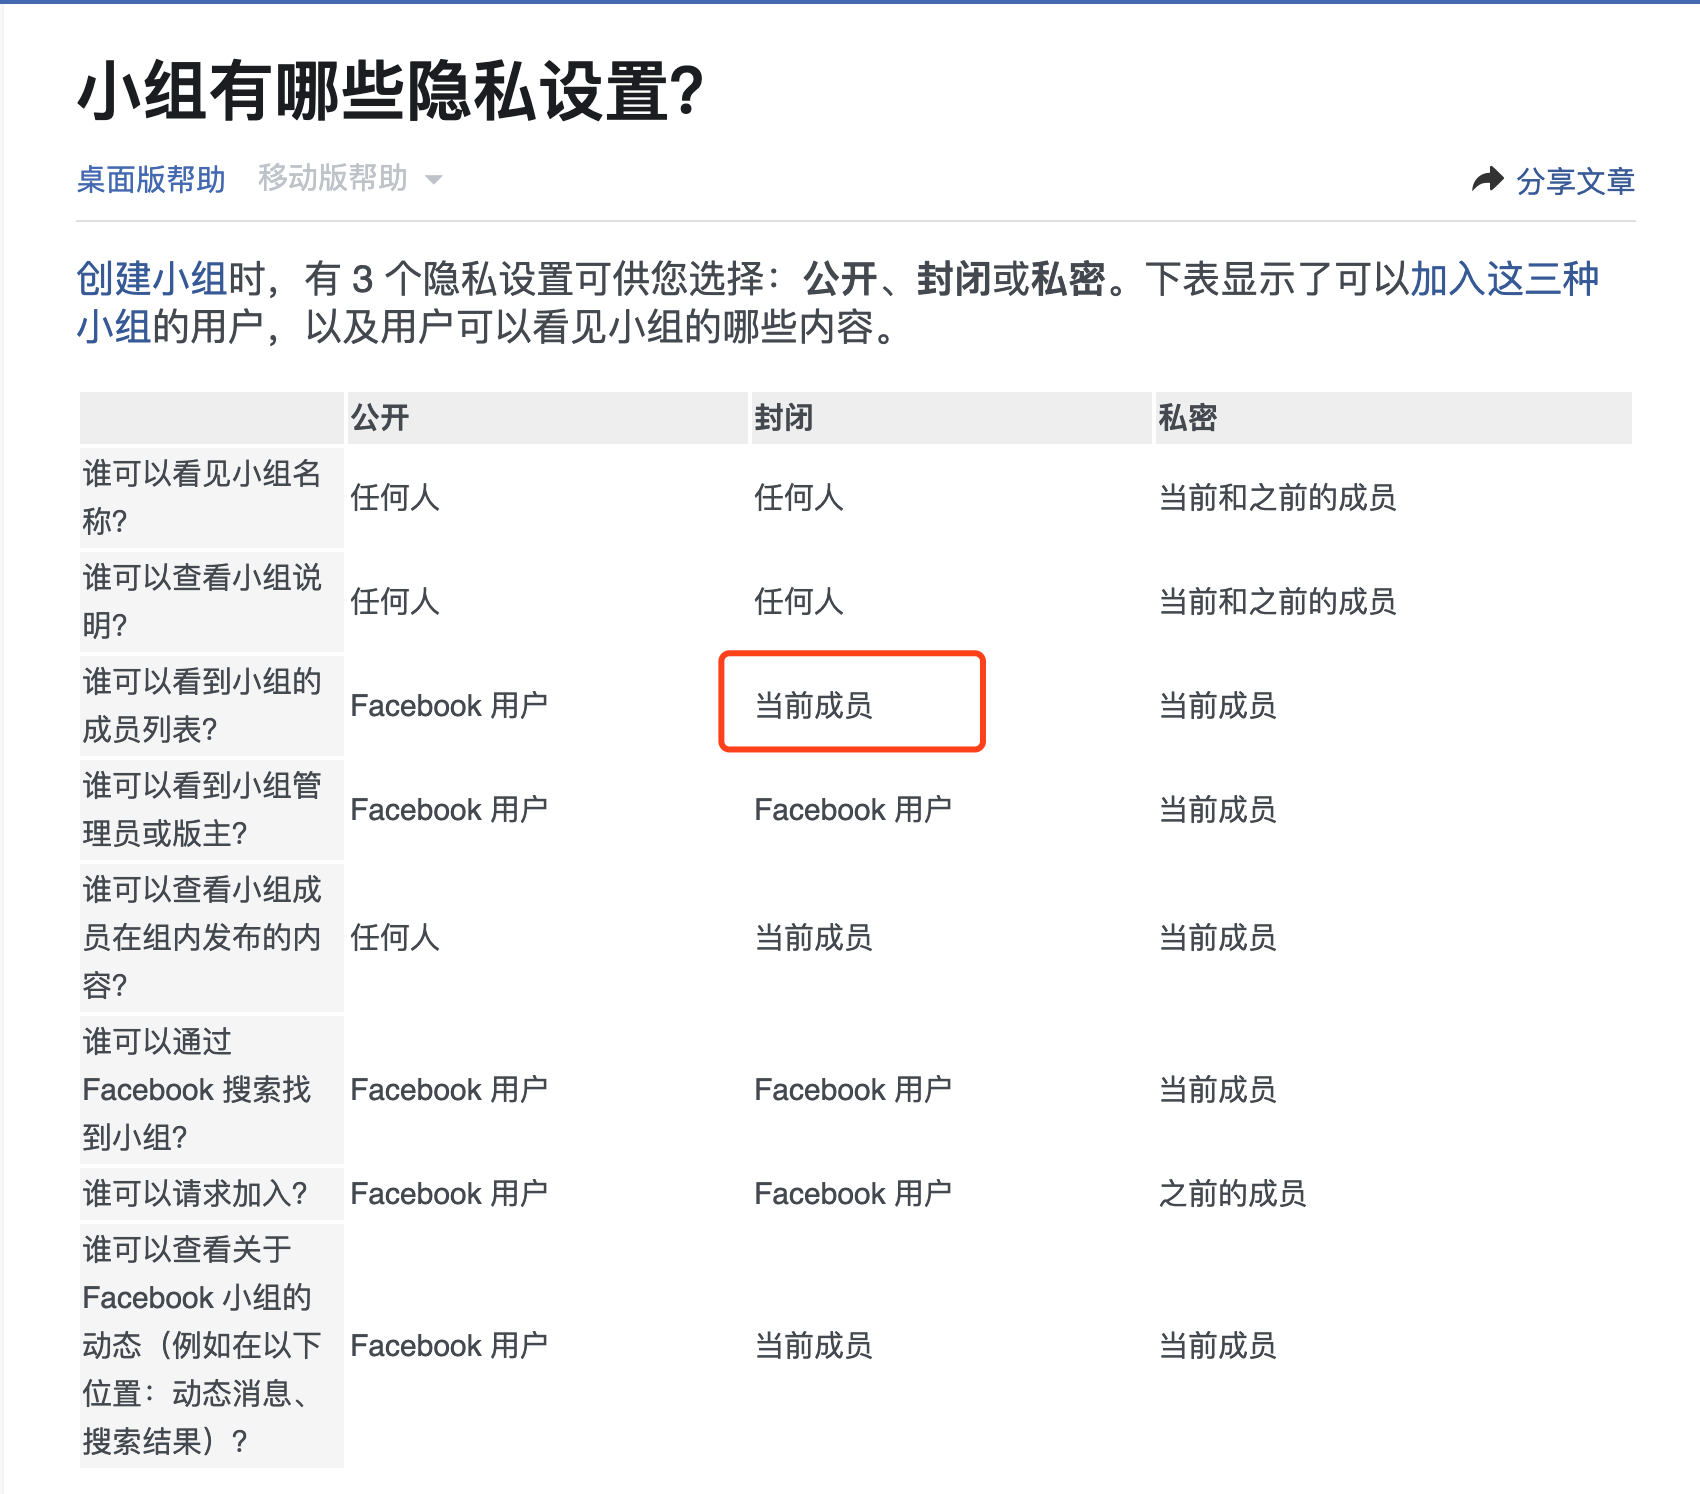 小组有哪些隐私设置?
桌面版帮助 移动版帮助 分享文章
创建小组时，有 3 个隐私设置可供您选择：公开、封闭或私密。下表显示了可以加入这三种
小组的用户，以及用户可以看见小组的哪些内容。
公开 封闭 私密
谁可以看见小组名
称? 任何人 任何人 当前和之前的成员
谁可以查看小组说
明? 任何人 任何人 当前和之前的成员
谁可以看到小组的
成员列表? Facebook 用户 当前成员 当前成员
谁可以看到小组管
理员或版主? Facebook 用户 Facebook 用户 当前成员
谁可以查看小组成
员在组内发布的内 任何人 当前成员 当前成员
容?
谁可以通过
Facebook 搜索找 Facebook 用户 Facebook 用户 当前成员
到小组?
谁可以请求加入? Facebook 用户 Facebook 用户 之前的成员
谁可以查看关于
Facebook 小组的
动态（例如在以下 Facebook 用户 当前成员 当前成员
位置：动态消息、
搜索结果）?